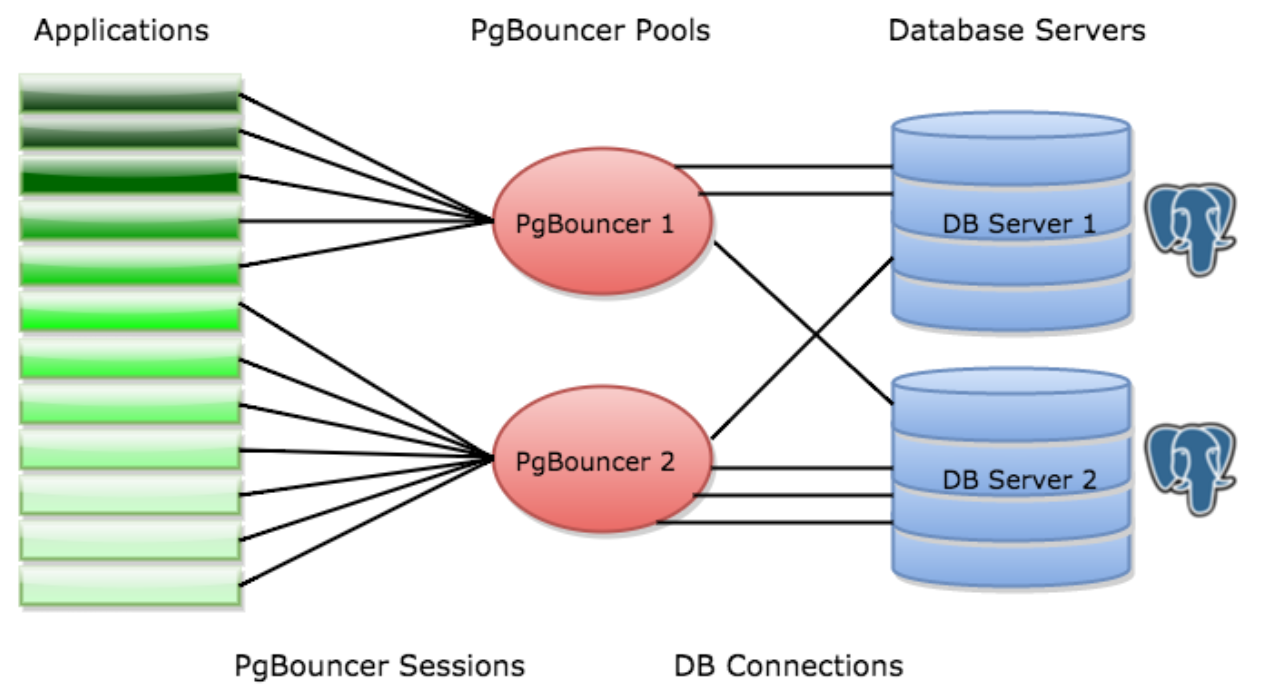 Applications
PgBouncer Pools
Database Servers
PgBouncer 1
DB Server 1
PgBouncer 2
DB Server 2
PgBouncer Sessions
DB Connections